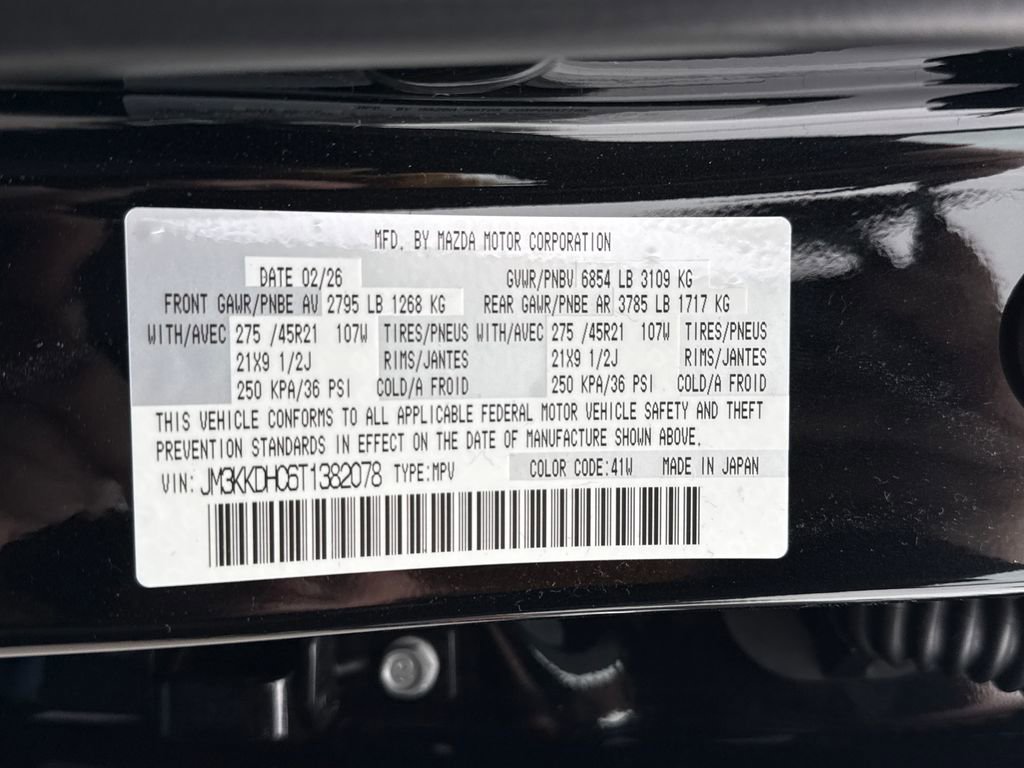 MFD. BY MAZDA MOTOR CORPORATION
DATE 02/26 GVWR/PNBV 6854 LB 3109 KG
FRONT GAWR/PNBE AV 2795 LB 1268 KG REAR GAWR/PNBE AR 3785 LB 1717 KG
WITH/AVEC 275 /45R21 107W TIRES/PNEUS WITH/AVEC 275 /45R21 107W TIRES/PNEUS
21X9 1/2J RIMS/JANTES 21X9 1/2J RIMS/JANTES
250 KPA/36 PSI COLD/A FROID 250 KPA/36 PSI COLD/A FROID
THIS VEHICLE CONFORMS TO ALL APPLICABLE FEDERAL MOTOR VEHICLE SAFETY AND THEFT
PREVENTION STANDARDS IN EFFECT ON THE DATE OF MANUFACTURE SHOWN ABOVE.
VIN: JM3KKDHC6T1382078 TYPE:MPV COLOR CODE:41W MADE IN JAPAN